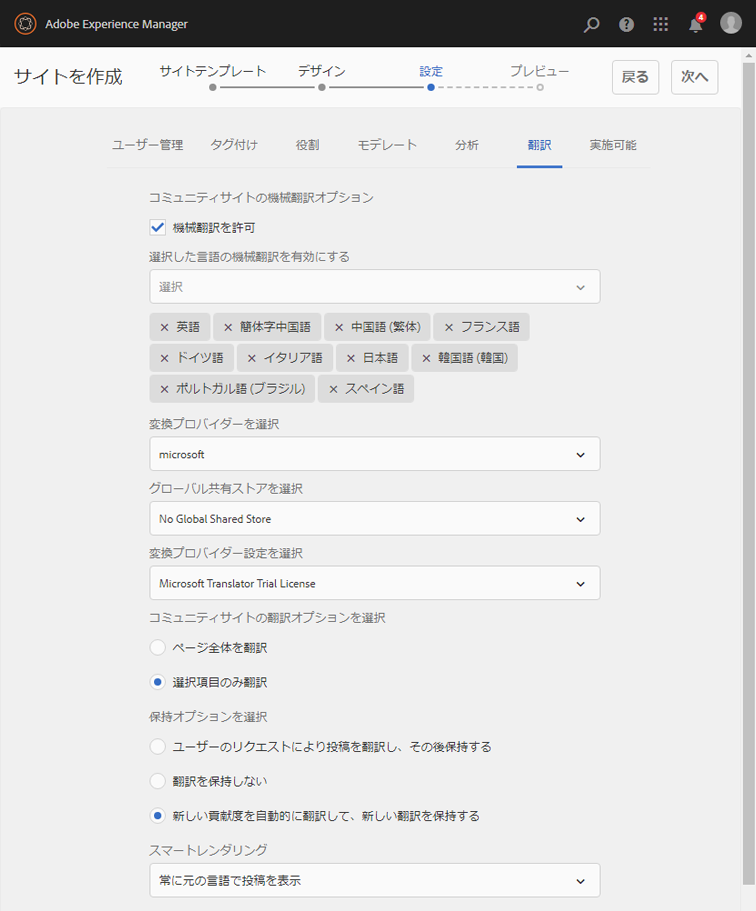 Adobe Experience Manager
4
サイトを作成
サイトテンプレート デザイン 設定 プレビュー
戻る 次へ
ユーザー管理 タグ付け 役割 モデレート 分析 翻訳 実施可能
コミュニティサイトの機械翻訳オプション
機械翻訳を許可
選択した言語の機械翻訳を有効にする
選択
× 英語 × 簡体字中国語 × 中国語 (繁体) × フランス語
× ドイツ語 × イタリア語 × 日本語 × 韓国語 (韓国)
× ポルトガル語 (ブラジル) × スペイン語
変換プロバイダーを選択
microsoft
グローバル共有ストアを選択
No Global Shared Store
変換プロバイダー設定を選択
Microsoft Translator Trial License
コミュニティサイトの翻訳オプションを選択
ページ全体を翻訳
選択項目のみ翻訳
保持オプションを選択
ユーザーのリクエストにより投稿を翻訳し、その後保持する
翻訳を保持しない
新しい貢献度を自動的に翻訳して、新しい翻訳を保持する
スマートレンダリング
常に元の言語で投稿を表示